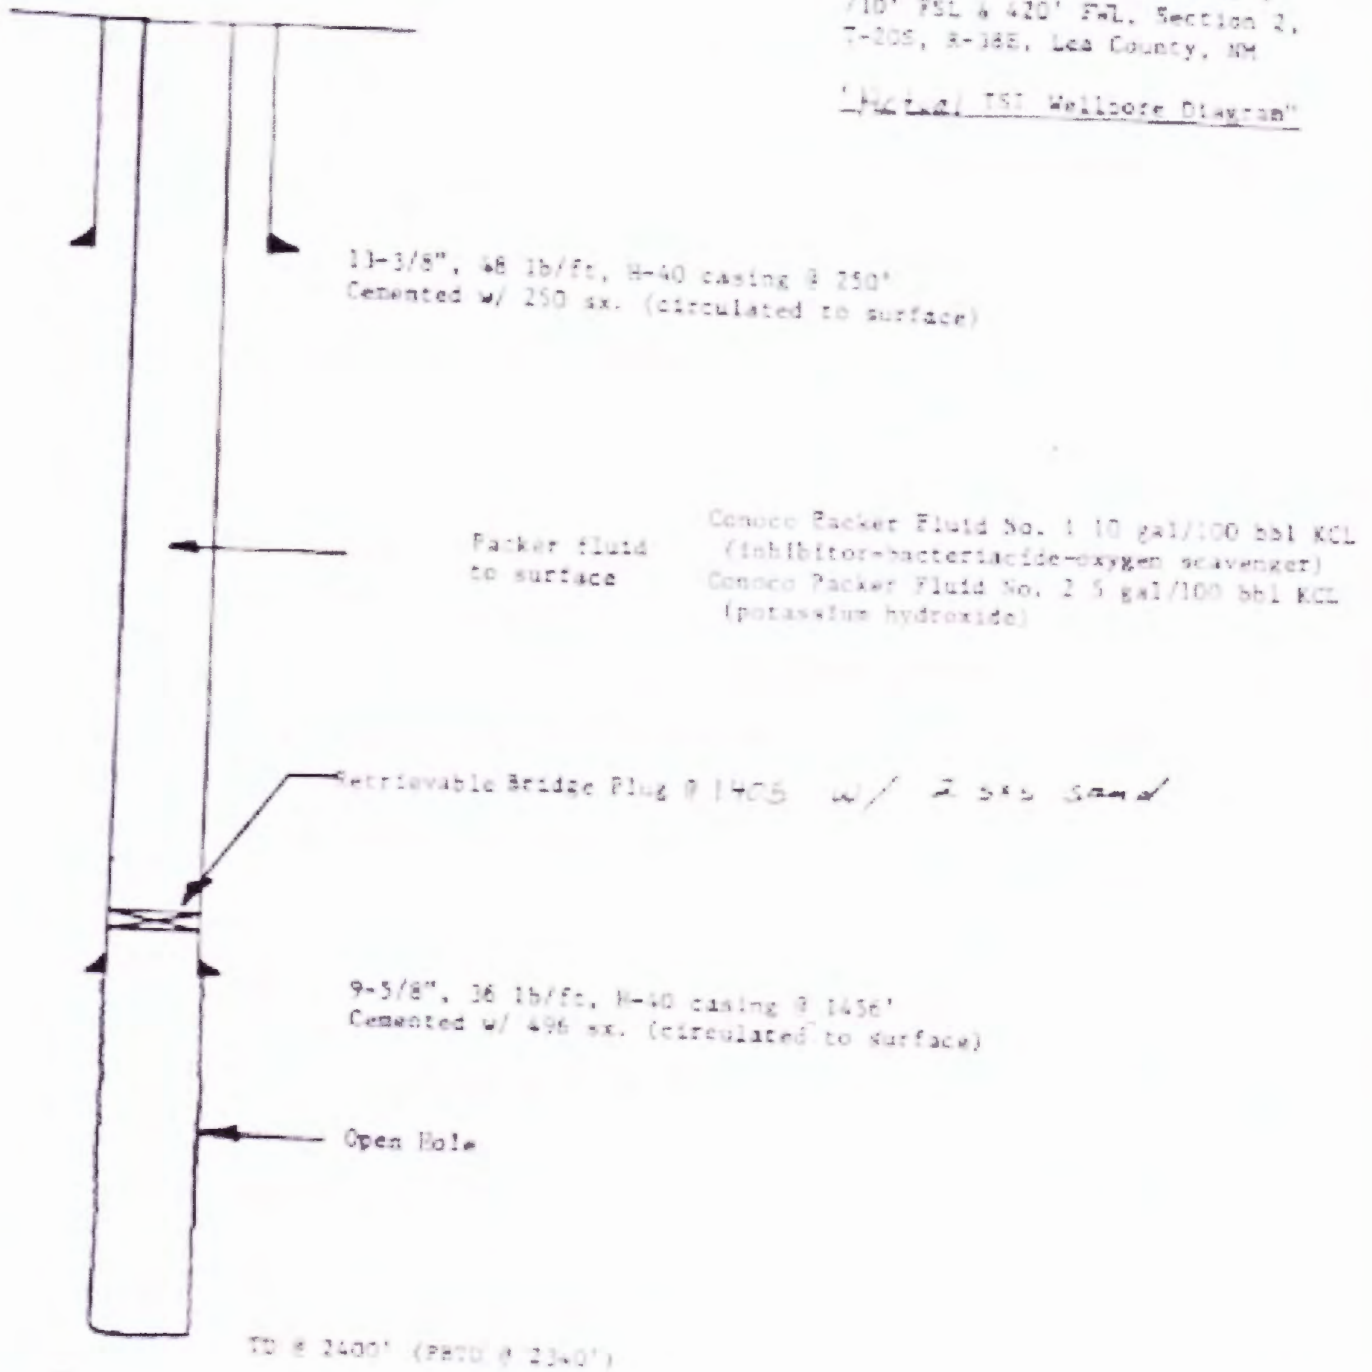 710' FSL & 420' FWL, Section 2,
T-20S, R-38E, Lea County, NM
TSI Wellbore Diagram"
13-3/8", 48 lb/ft, H-40 casing @ 250'
Cemented w/ 250 sx. (circulated to surface)
Packer fluid
to surface
Conoco Packer Fluid No. 1 10 gal/100 bbl KCL
(inhibitor-bacteriacide-oxygen scavenger)
Conoco Packer Fluid No. 2 5 gal/100 bbl KCL
(potassium hydroxide)
Retrievable Bridge Plug @ 1405 w/ 2 sxs sand
9-5/8", 36 lb/ft, H-40 casing @ 1456'
Cemented w/ 496 sx. (circulated to surface)
Open Hole
TD @ 2400' (PBTD @ 2340')